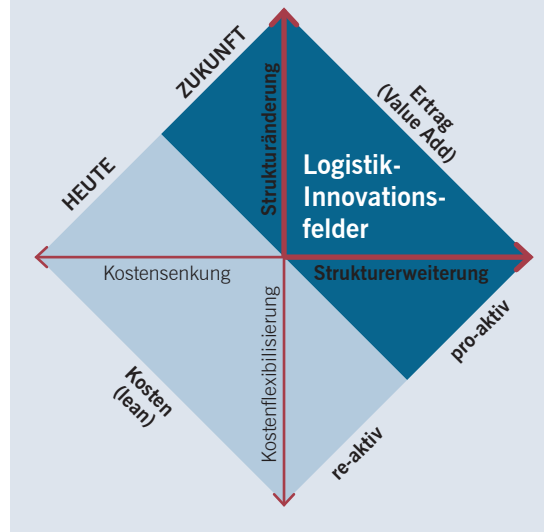 ZUKUNFT
HEUTE
Strukturänderung
Ertrag
(Value Add)
Logistik-
Innovations-
felder
Kostensenkung
Strukturerweiterung
Kostenflexibilisierung
Kosten
(lean)
pro-aktiv
re-aktiv